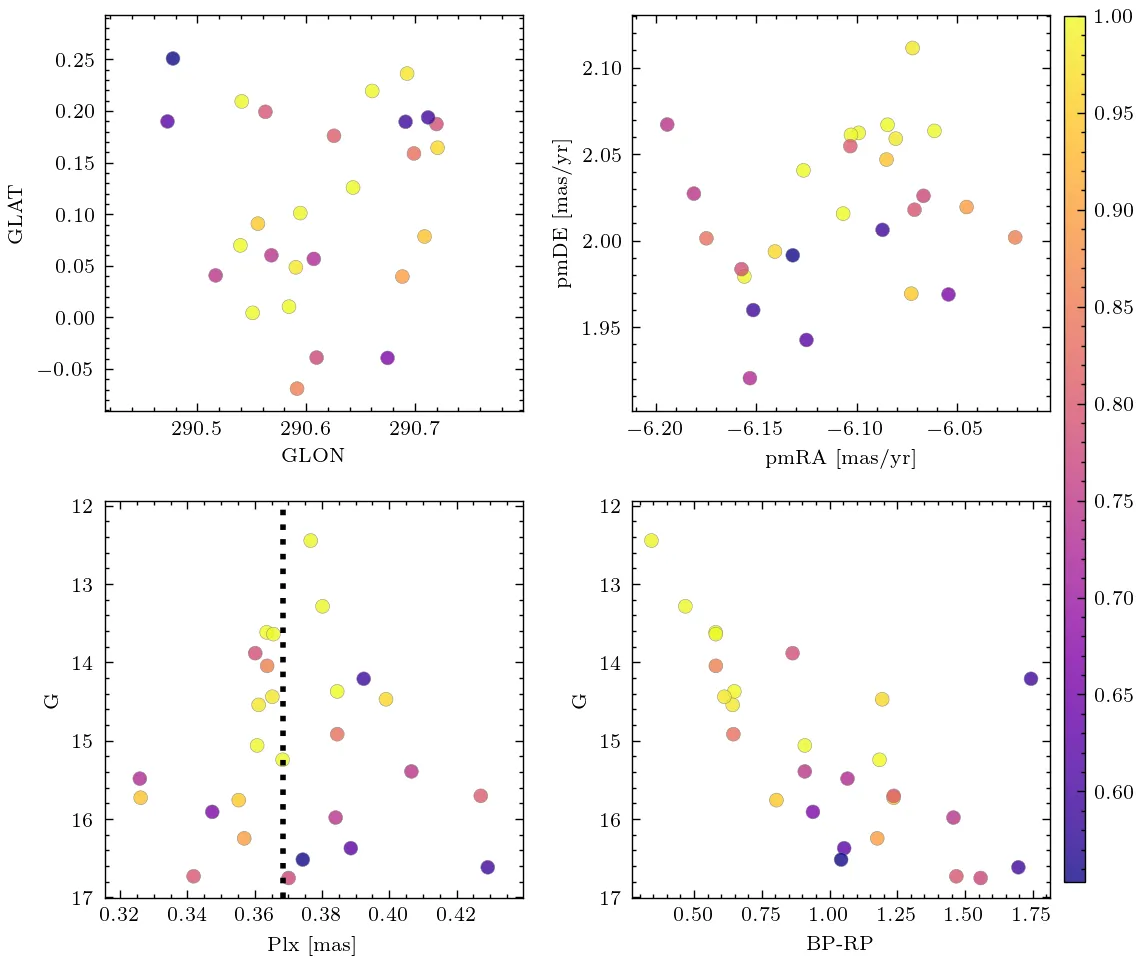 0.25
0.20
0.15
0.10
0.05
0.00
−0.05
GLAT
290.5 290.6 290.7
GLON
2.10
2.05
2.00
1.95
pmDE [mas/yr]
−6.20 −6.15 −6.10 −6.05
pmRA [mas/yr]
12
13
14
15
16
17
G
0.32 0.34 0.36 0.38 0.40 0.42
Plx [mas]
12
13
14
15
16
17
G
0.50 0.75 1.00 1.25 1.50 1.75
BP-RP
1.00
0.95
0.90
0.85
0.80
0.75
0.70
0.65
0.60